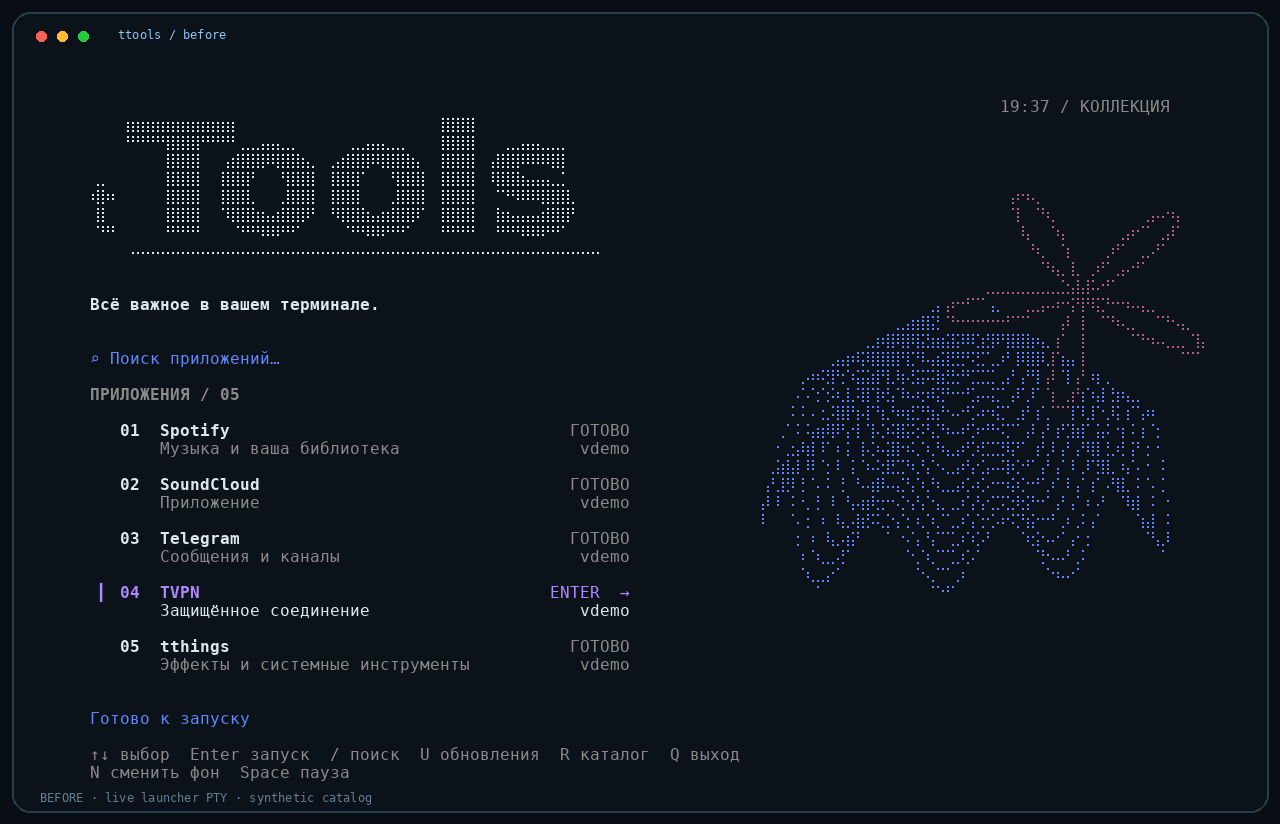 ttools / before
19:37 / КОЛЛЕКЦИЯ
tTools
Всё важное в вашем терминале.
⌕ Поиск приложений…
ПРИЛОЖЕНИЯ / 05
01 Spotify ГОТОВО
Музыка и ваша библиотека vdemo
02 SoundCloud ГОТОВО
Приложение vdemo
03 Telegram ГОТОВО
Сообщения и каналы vdemo
04 TVPN ENTER →
Защищённое соединение vdemo
05 tthings ГОТОВО
Эффекты и системные инструменты vdemo
Готово к запуску
↑↓ выбор Enter запуск / поиск U обновления R каталог Q выход
N сменить фон Space пауза
BEFORE · live launcher PTY · synthetic catalog